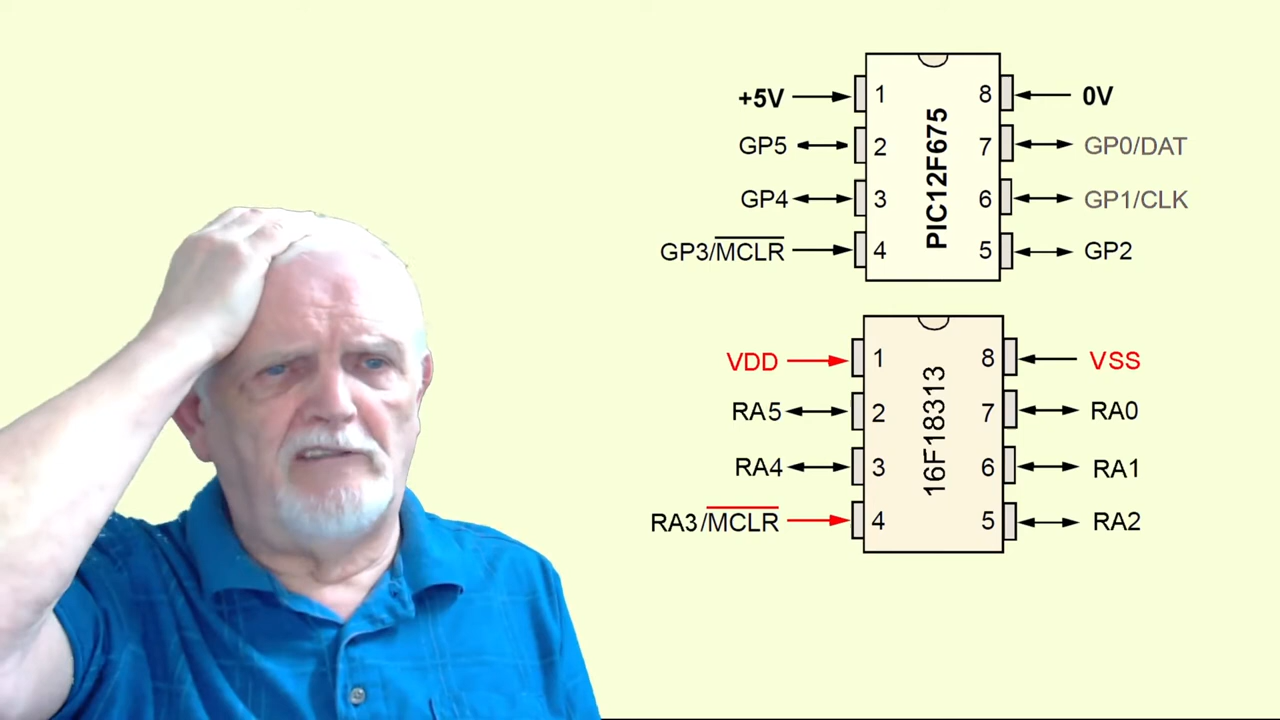 +5V 1 8 0V
GP5 2 7 GP0/DAT
GP4 3 6 GP1/CLK
GP3/MCLR 4 5 GP2
PIC12F675
VDD 1 8 VSS
RA5 2 7 RA0
RA4 3 6 RA1
RA3/MCLR 4 5 RA2
16F18313